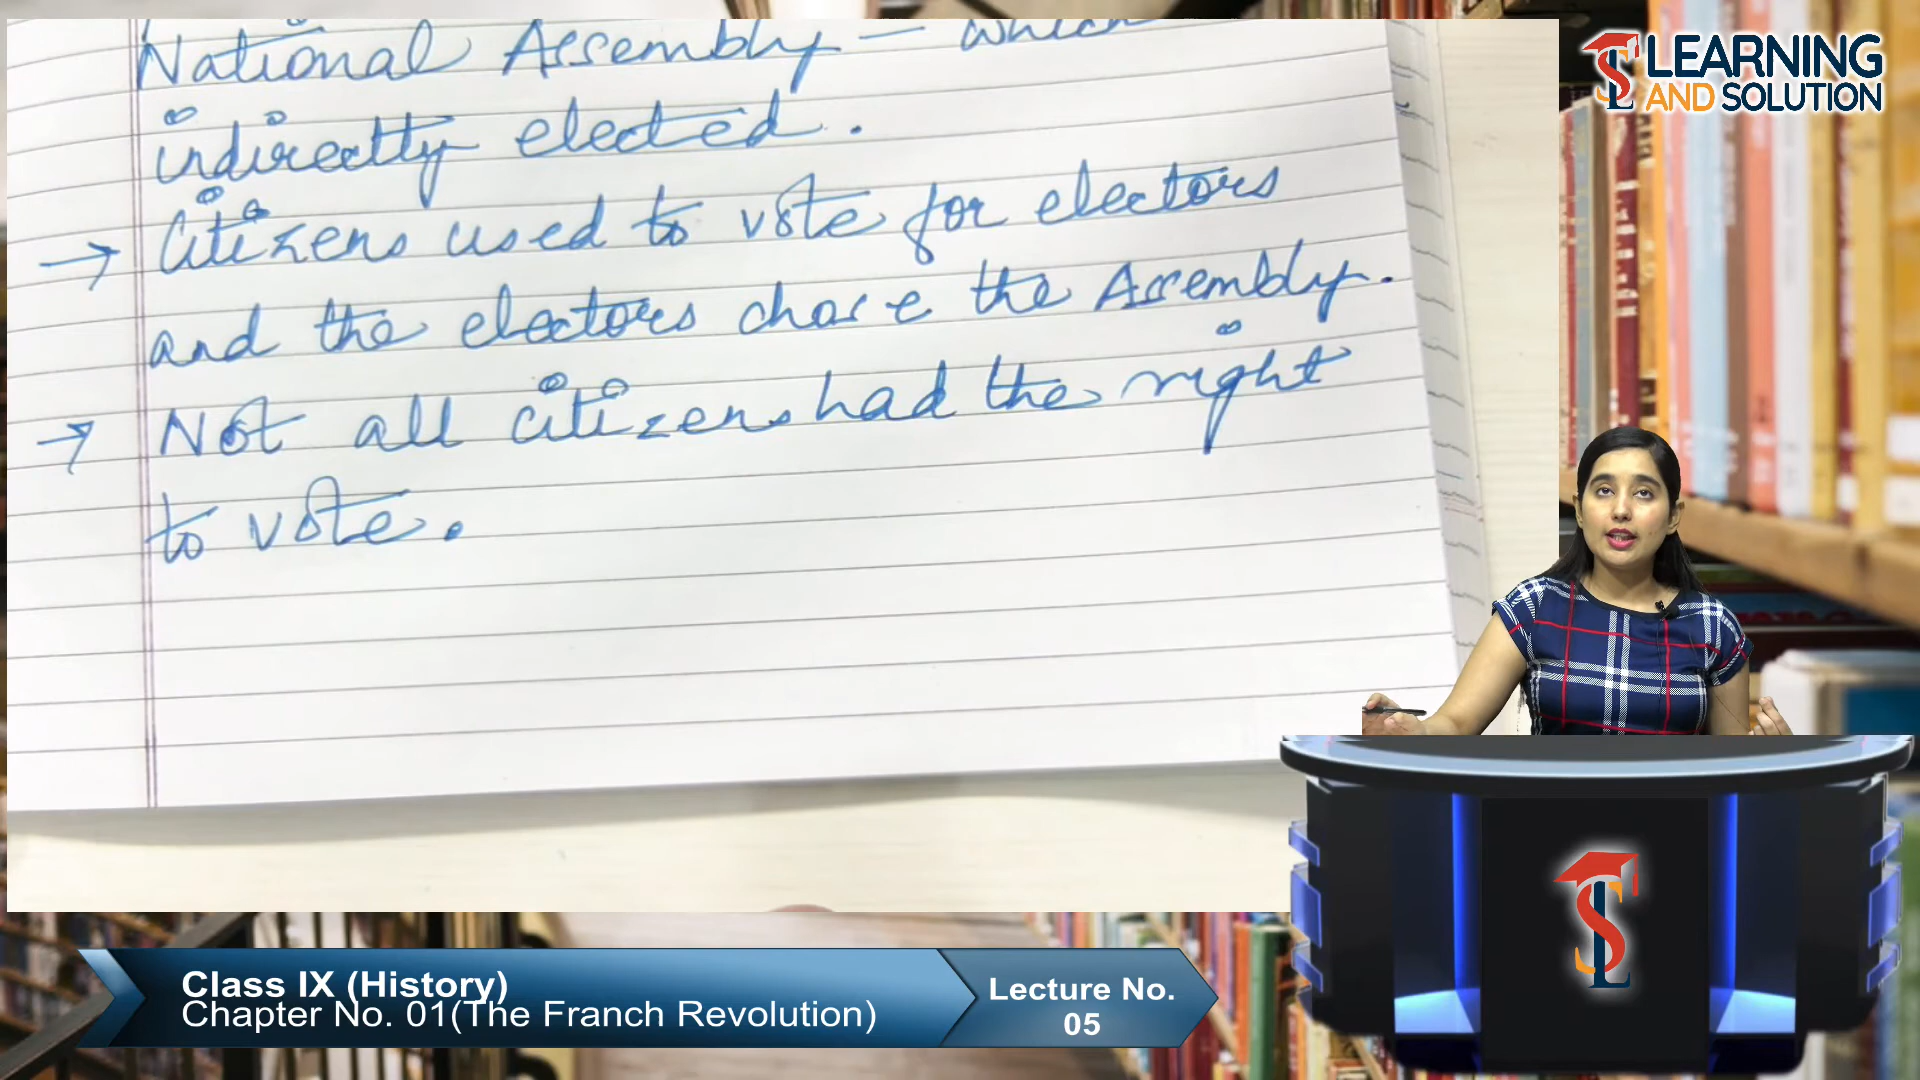 National Assembly – which
indirectly elected.
→ Citizens used to vote for electors
and the electors chose the Assembly.
→ Not all citizens had the right
to vote.
LEARNING
AND SOLUTION
Class IX (History)
Chapter No. 01(The Franch Revolution)
Lecture No.
05